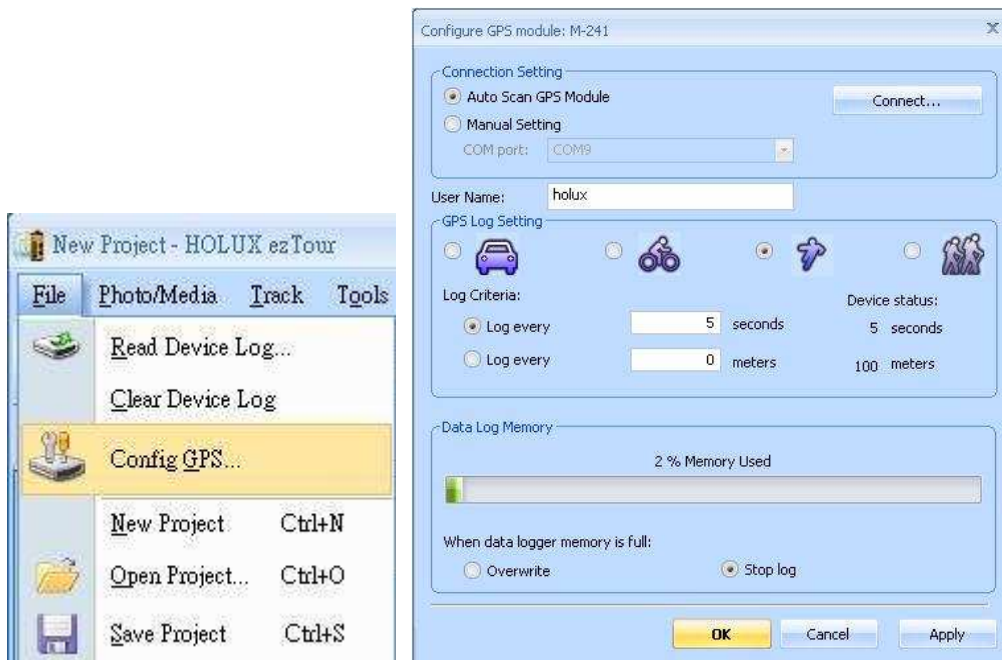 New Project - HOLUX ezTour
File Photo/Media Track Tools
Read Device Log...
Clear Device Log
Config GPS...
New Project Ctrl+N
Open Project... Ctrl+O
Save Project Ctrl+S
Configure GPS module: M-241 X
Connection Setting
Auto Scan GPS Module
Connect...
Manual Setting
COM port: COM9
User Name: holux
GPS Log Setting
Log Criteria:
Device status:
Log every 5 seconds
5 seconds
Log every 0 meters
100 meters
Data Log Memory
2 % Memory Used
When data logger memory is full:
Overwrite
Stop log
OK
Cancel
Apply